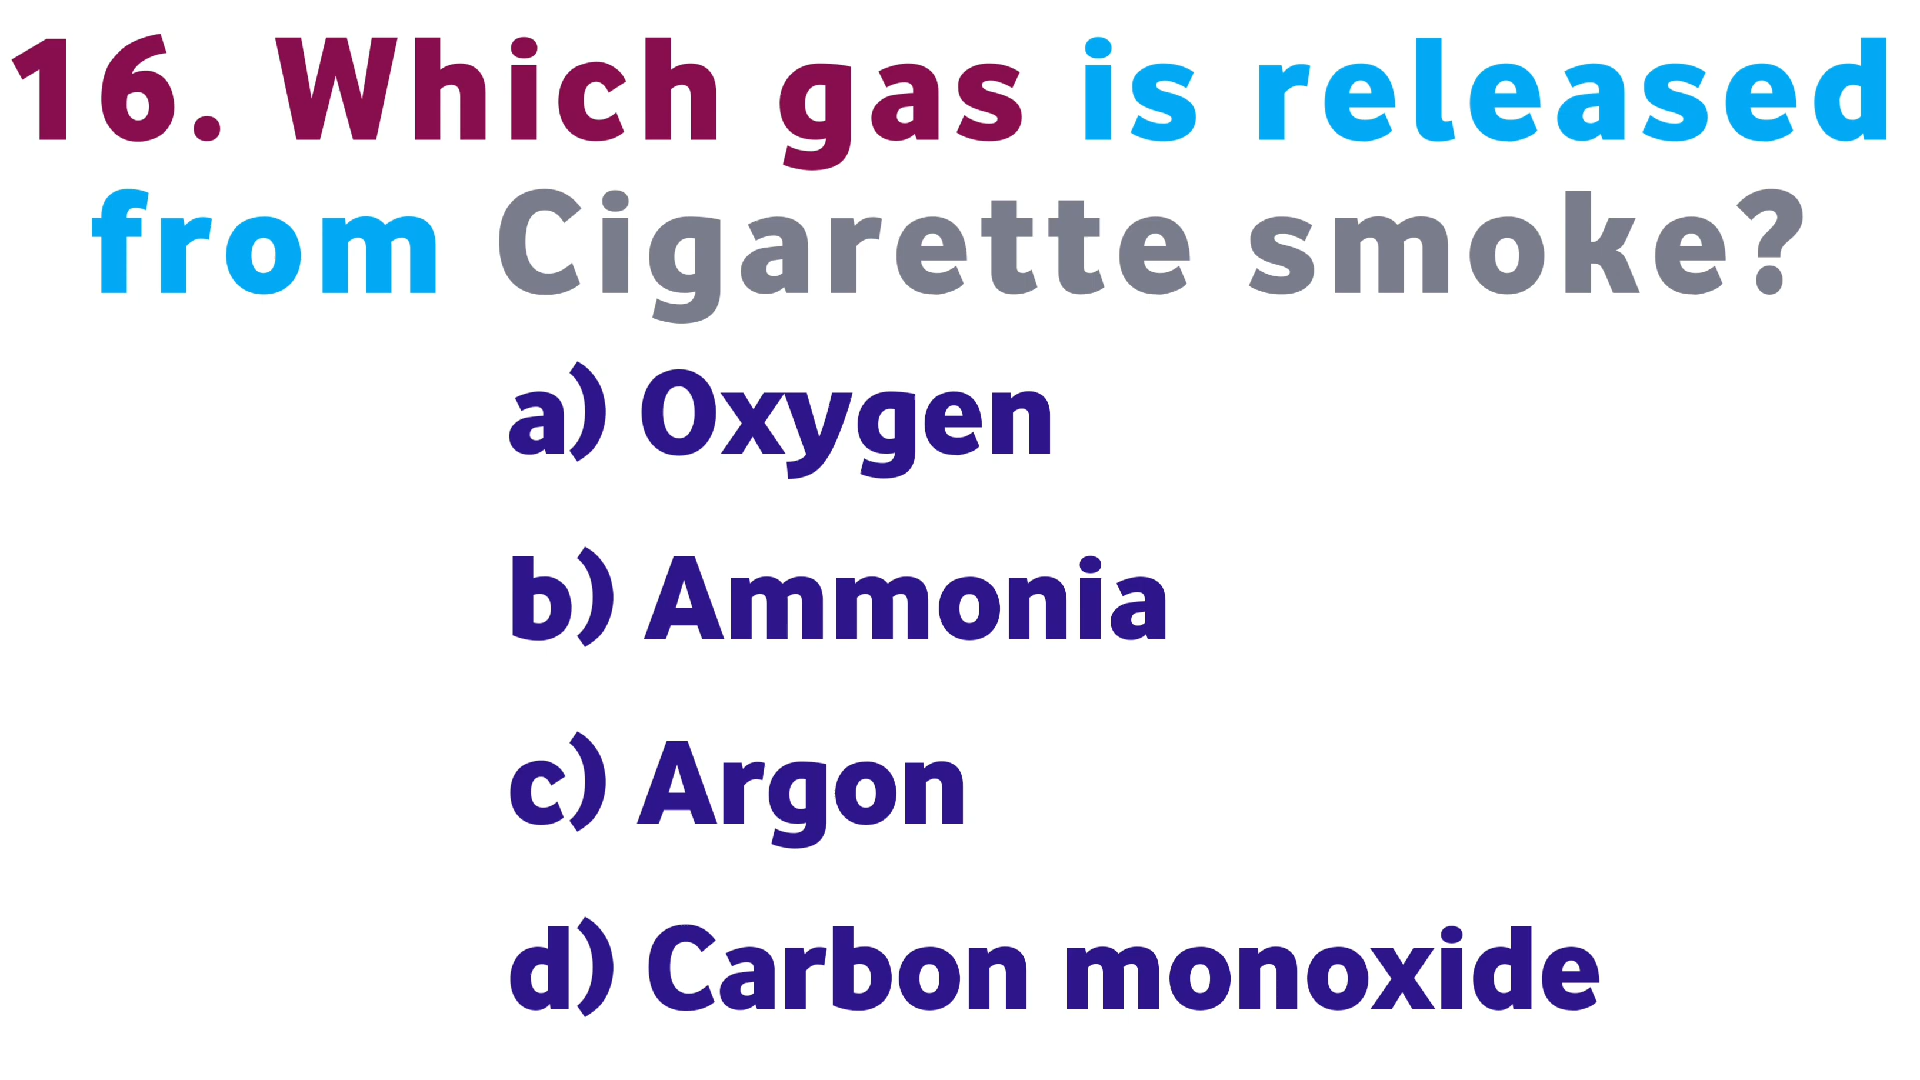 16. Which gas is released
from Cigarette smoke?
a) Oxygen
b) Ammonia
c) Argon
d) Carbon monoxide